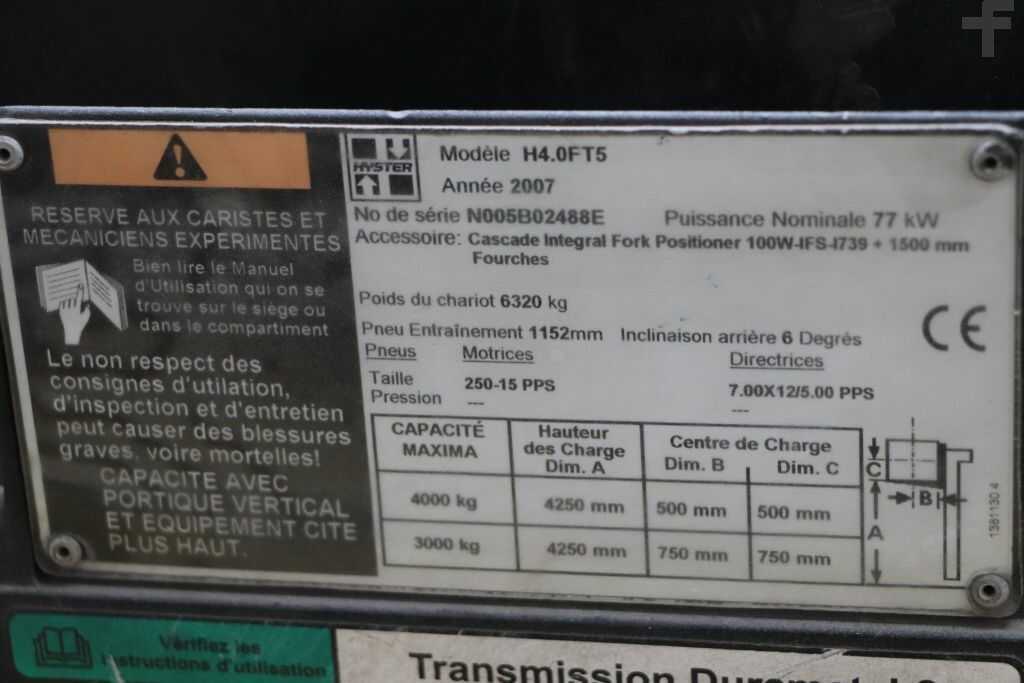 RESERVE AUX CARISTES ET
MECANICIENS EXPERIMENTES
Bien lire le Manuel
d'Utilisation qui on se
trouve sur le siège ou
dans le compartiment
Le non respect des
consignes d'utilation,
d'inspection et d'entretien
peut causer des blessures
graves, voire mortelles!
CAPACITE AVEC
PORTIQUE VERTICAL
ET EQUIPEMENT CITE
PLUS HAUT.
HYSTER
Modèle H4.0FT5
Année 2007
No de série N005B02488E Puissance Nominale 77 kW
Accessoire: Cascade Integral Fork Positioner 100W-IFS-I739 + 1500 mm
Fourches
Poids du chariot 6320 kg
Pneu Entraînement 1152mm Inclinaison arrière 6 Degrès
Pneus Motrices Directrices
Taille 250-15 PPS 7.00X12/5.00 PPS
Pression --- ---
CAPACITÉ MAXIMA Hauteur des Charge Dim. A Centre de Charge Dim. B Dim. C
4000 kg 4250 mm 500 mm 500 mm
3000 kg 4250 mm 750 mm 750 mm
CE
C
B
A
1381130 4
Vérifiez les
instructions d'utilisation
Transmission
f